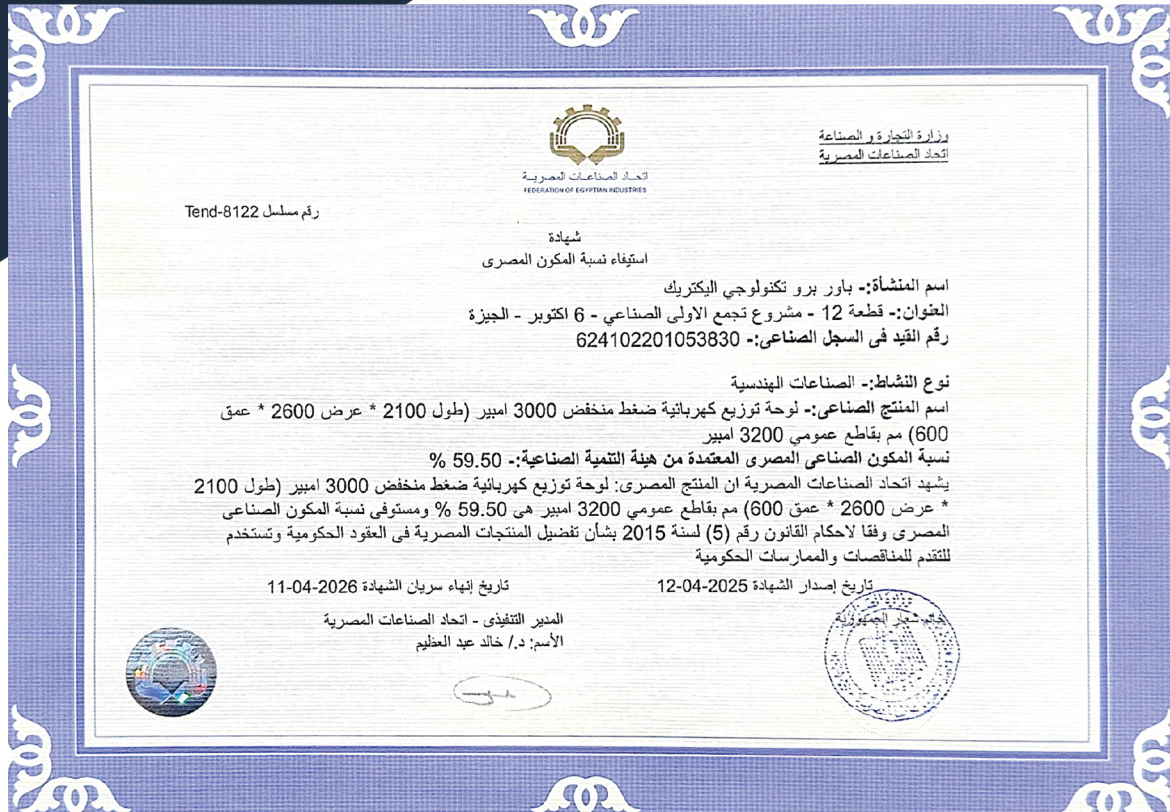 وزارة التجارة و الصناعة
اتحاد الصناعات المصرية
اتحاد الصناعات المصرية
FEDERATION OF EGYPTIAN INDUSTRIES
رقم مسلسل Tend-8122
شهادة
استيفاء نسبة المكون المصرى
اسم المنشأة:- باور برو تكنولوجي اليكتريك
العنوان:- قطعة 12 - مشروع تجمع الاولى الصناعي - 6 اكتوبر - الجيزة
رقم القيد فى السجل الصناعى:- 624102201053830
نوع النشاط:- الصناعات الهندسية
اسم المنتج الصناعى:- لوحة توزيع كهربائية ضغط منخفض 3000 امبير (طول 2100 * عرض 2600 * عمق
600) مم بقاطع عمومي 3200 امبير
نسبة المكون الصناعى المصرى المعتمدة من هيئة التنمية الصناعية:- 59.50 %
يشهد اتحاد الصناعات المصرية ان المنتج المصرى: لوحة توزيع كهربائية ضغط منخفض 3000 امبير (طول 2100
* عرض 2600 * عمق 600) مم بقاطع عمومي 3200 امبير هى 59.50 % ومستوفى نسبة المكون الصناعى
المصرى وفقا لاحكام القانون رقم (5) لسنة 2015 بشأن تفضيل المنتجات المصرية فى العقود الحكومية وتستخدم
للتقدم للمناقصات والممارسات الحكومية
تاريخ إصدار الشهادة 12-04-2025
تاريخ إنهاء سريان الشهادة 11-04-2026
خاتم شعار الجمهورية
المدير التنفيذى - اتحاد الصناعات المصرية
الأسم: د./ خالد عبد العظيم